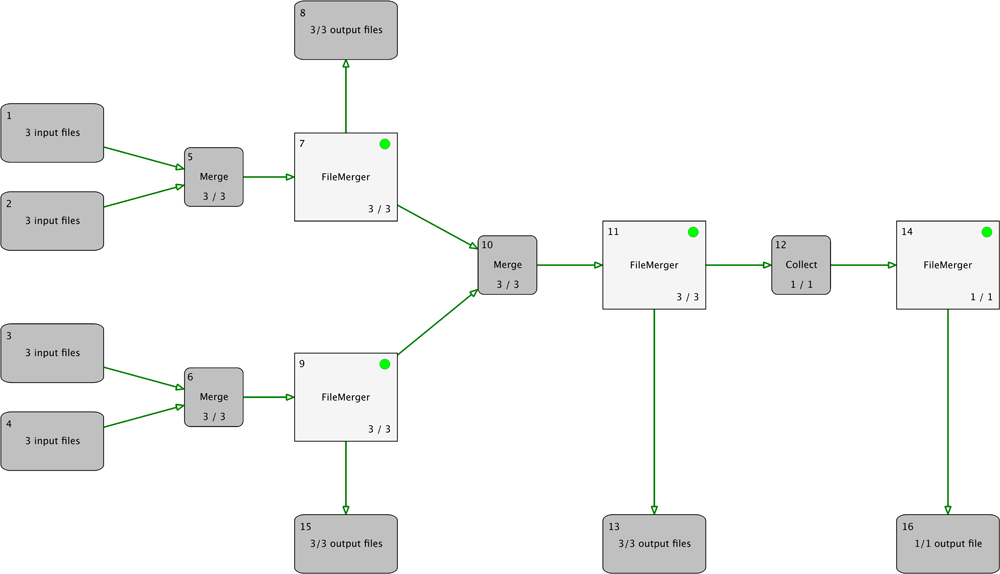 8
3/3 output files
1
3 input files
2
3 input files
5
Merge
3 / 3
7
FileMerger
3 / 3
10
Merge
3 / 3
11
FileMerger
3 / 3
12
Collect
1 / 1
14
FileMerger
1 / 1
3
3 input files
4
3 input files
6
Merge
3 / 3
9
FileMerger
3 / 3
15
3/3 output files
13
3/3 output files
16
1/1 output file